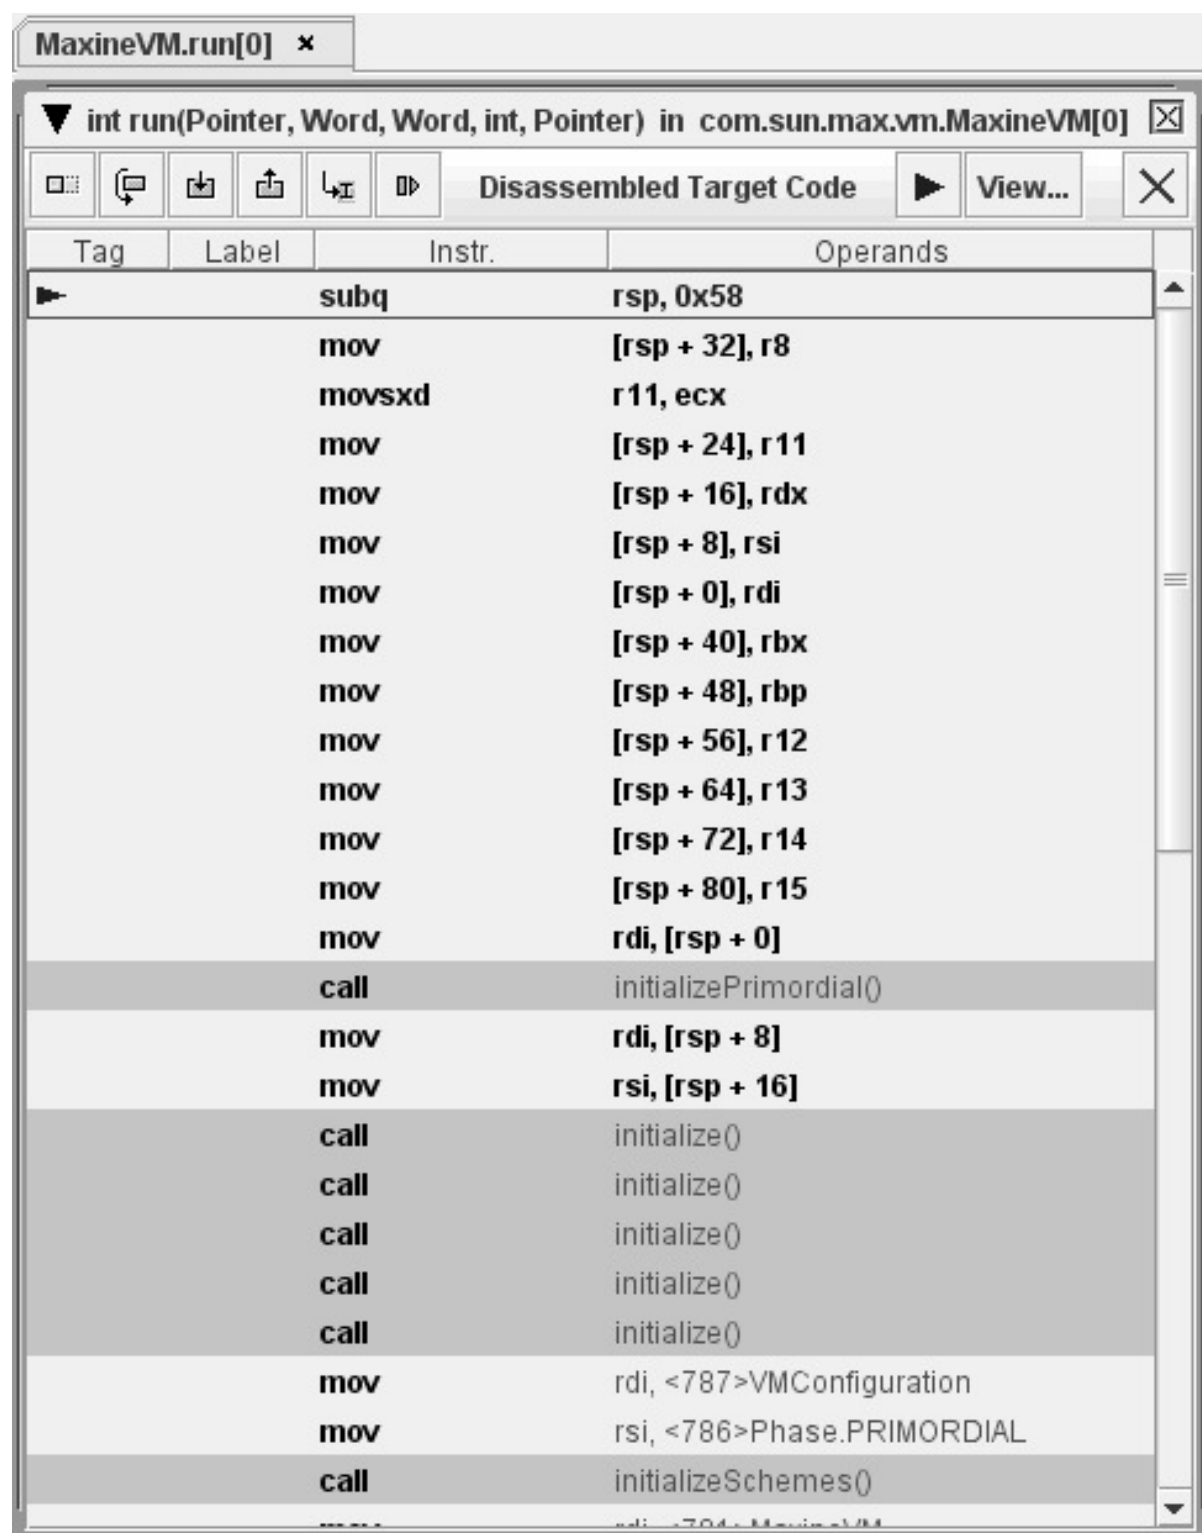 MaxineVM.run[0] ×
int run(Pointer, Word, Word, int, Pointer) in com.sun.max.vm.MaxineVM[0]
Disassembled Target Code View...
Tag Label Instr. Operands
subq rsp, 0x58
mov [rsp + 32], r8
movsxd r11, ecx
mov [rsp + 24], r11
mov [rsp + 16], rdx
mov [rsp + 8], rsi
mov [rsp + 0], rdi
mov [rsp + 40], rbx
mov [rsp + 48], rbp
mov [rsp + 56], r12
mov [rsp + 64], r13
mov [rsp + 72], r14
mov [rsp + 80], r15
mov rdi, [rsp + 0]
call initializePrimordial()
mov rdi, [rsp + 8]
mov rsi, [rsp + 16]
call initialize()
call initialize()
call initialize()
call initialize()
call initialize()
mov rdi, <787>VMConfiguration
mov rsi, <786>Phase.PRIMORDIAL
call initializeSchemes()